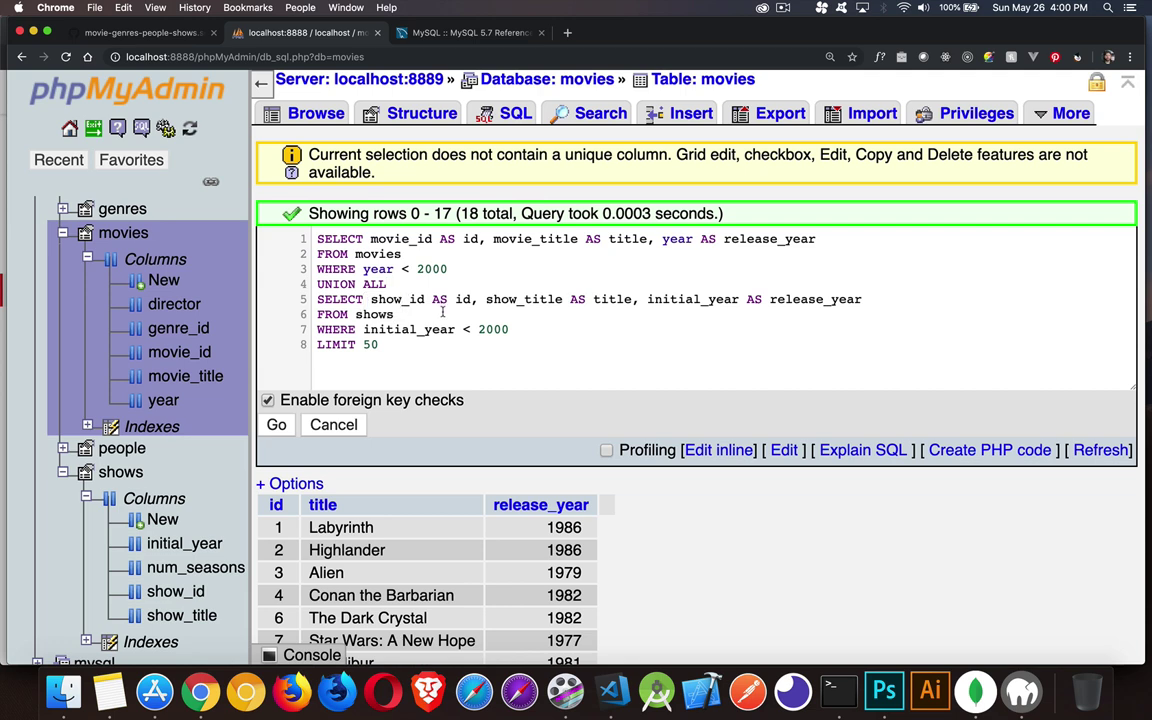 Chrome File Edit View History Bookmarks People Window Help 100% Sun May 26 4:00 PM
movie-genres-people-shows.s localhost:8888 / localhost / mo MySQL :: MySQL 5.7 Referenc
localhost:8888/phpMyAdmin/db_sql.php?db=movies
phpMyAdmin
Recent
Favorites
genres
movies
Columns
New
director
genre_id
movie_id
movie_title
year
Indexes
people
shows
Columns
New
initial_year
num_seasons
show_id
show_title
Indexes
mysql
Server: localhost:8889 » Database: movies » Table: movies
Browse Structure SQL Search Insert Export Import Privileges More
Current selection does not contain a unique column. Grid edit, checkbox, Edit, Copy and Delete features are not
available.
Showing rows 0 - 17 (18 total, Query took 0.0003 seconds.)
1 SELECT movie_id AS id, movie_title AS title, year AS release_year
2 FROM movies
3 WHERE year < 2000
4 UNION ALL
5 SELECT show_id AS id, show_title AS title, initial_year AS release_year
6 FROM shows
7 WHERE initial_year < 2000
8 LIMIT 50
Enable foreign key checks
Go Cancel
Profiling [Edit inline] [ Edit ] [ Explain SQL ] [ Create PHP code ] [ Refresh]
+ Options
id title release_year
1 Labyrinth 1986
2 Highlander 1986
3 Alien 1979
4 Conan the Barbarian 1982
6 The Dark Crystal 1982
7 Star Wars: A New Hope 1977
Console
1981
Ps
Ai